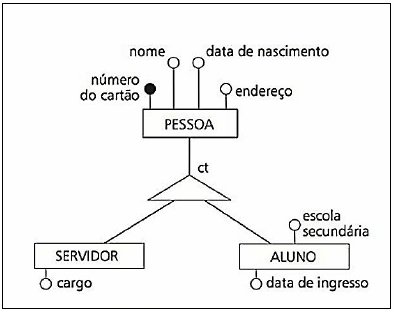 nome
data de nascimento
número
do cartão
endereço
PESSOA
ct
escola
secundária
SERVIDOR
ALUNO
cargo
data de ingresso